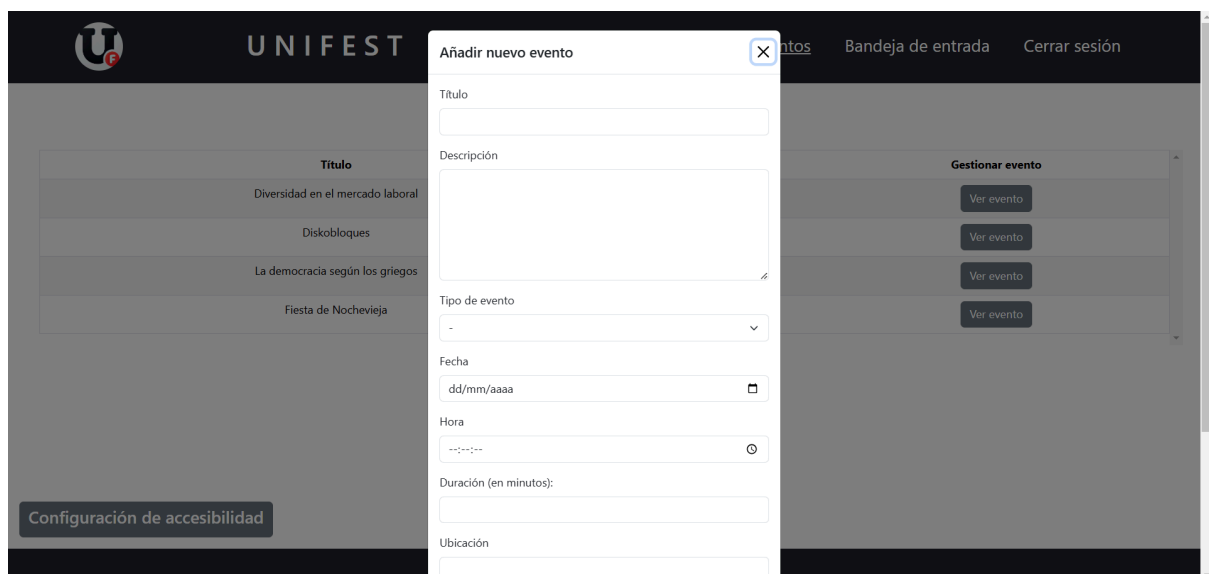 UNIFEST
ntos
Bandeja de entrada
Cerrar sesión
Añadir nuevo evento
Título
Descripción
Tipo de evento
-
Fecha
dd/mm/aaaa
Hora
--:--:--
Duración (en minutos):
Ubicación
Título
Gestionar evento
Diversidad en el mercado laboral
Ver evento
Diskobloques
Ver evento
La democracia según los griegos
Ver evento
Fiesta de Nochevieja
Ver evento
Configuración de accesibilidad